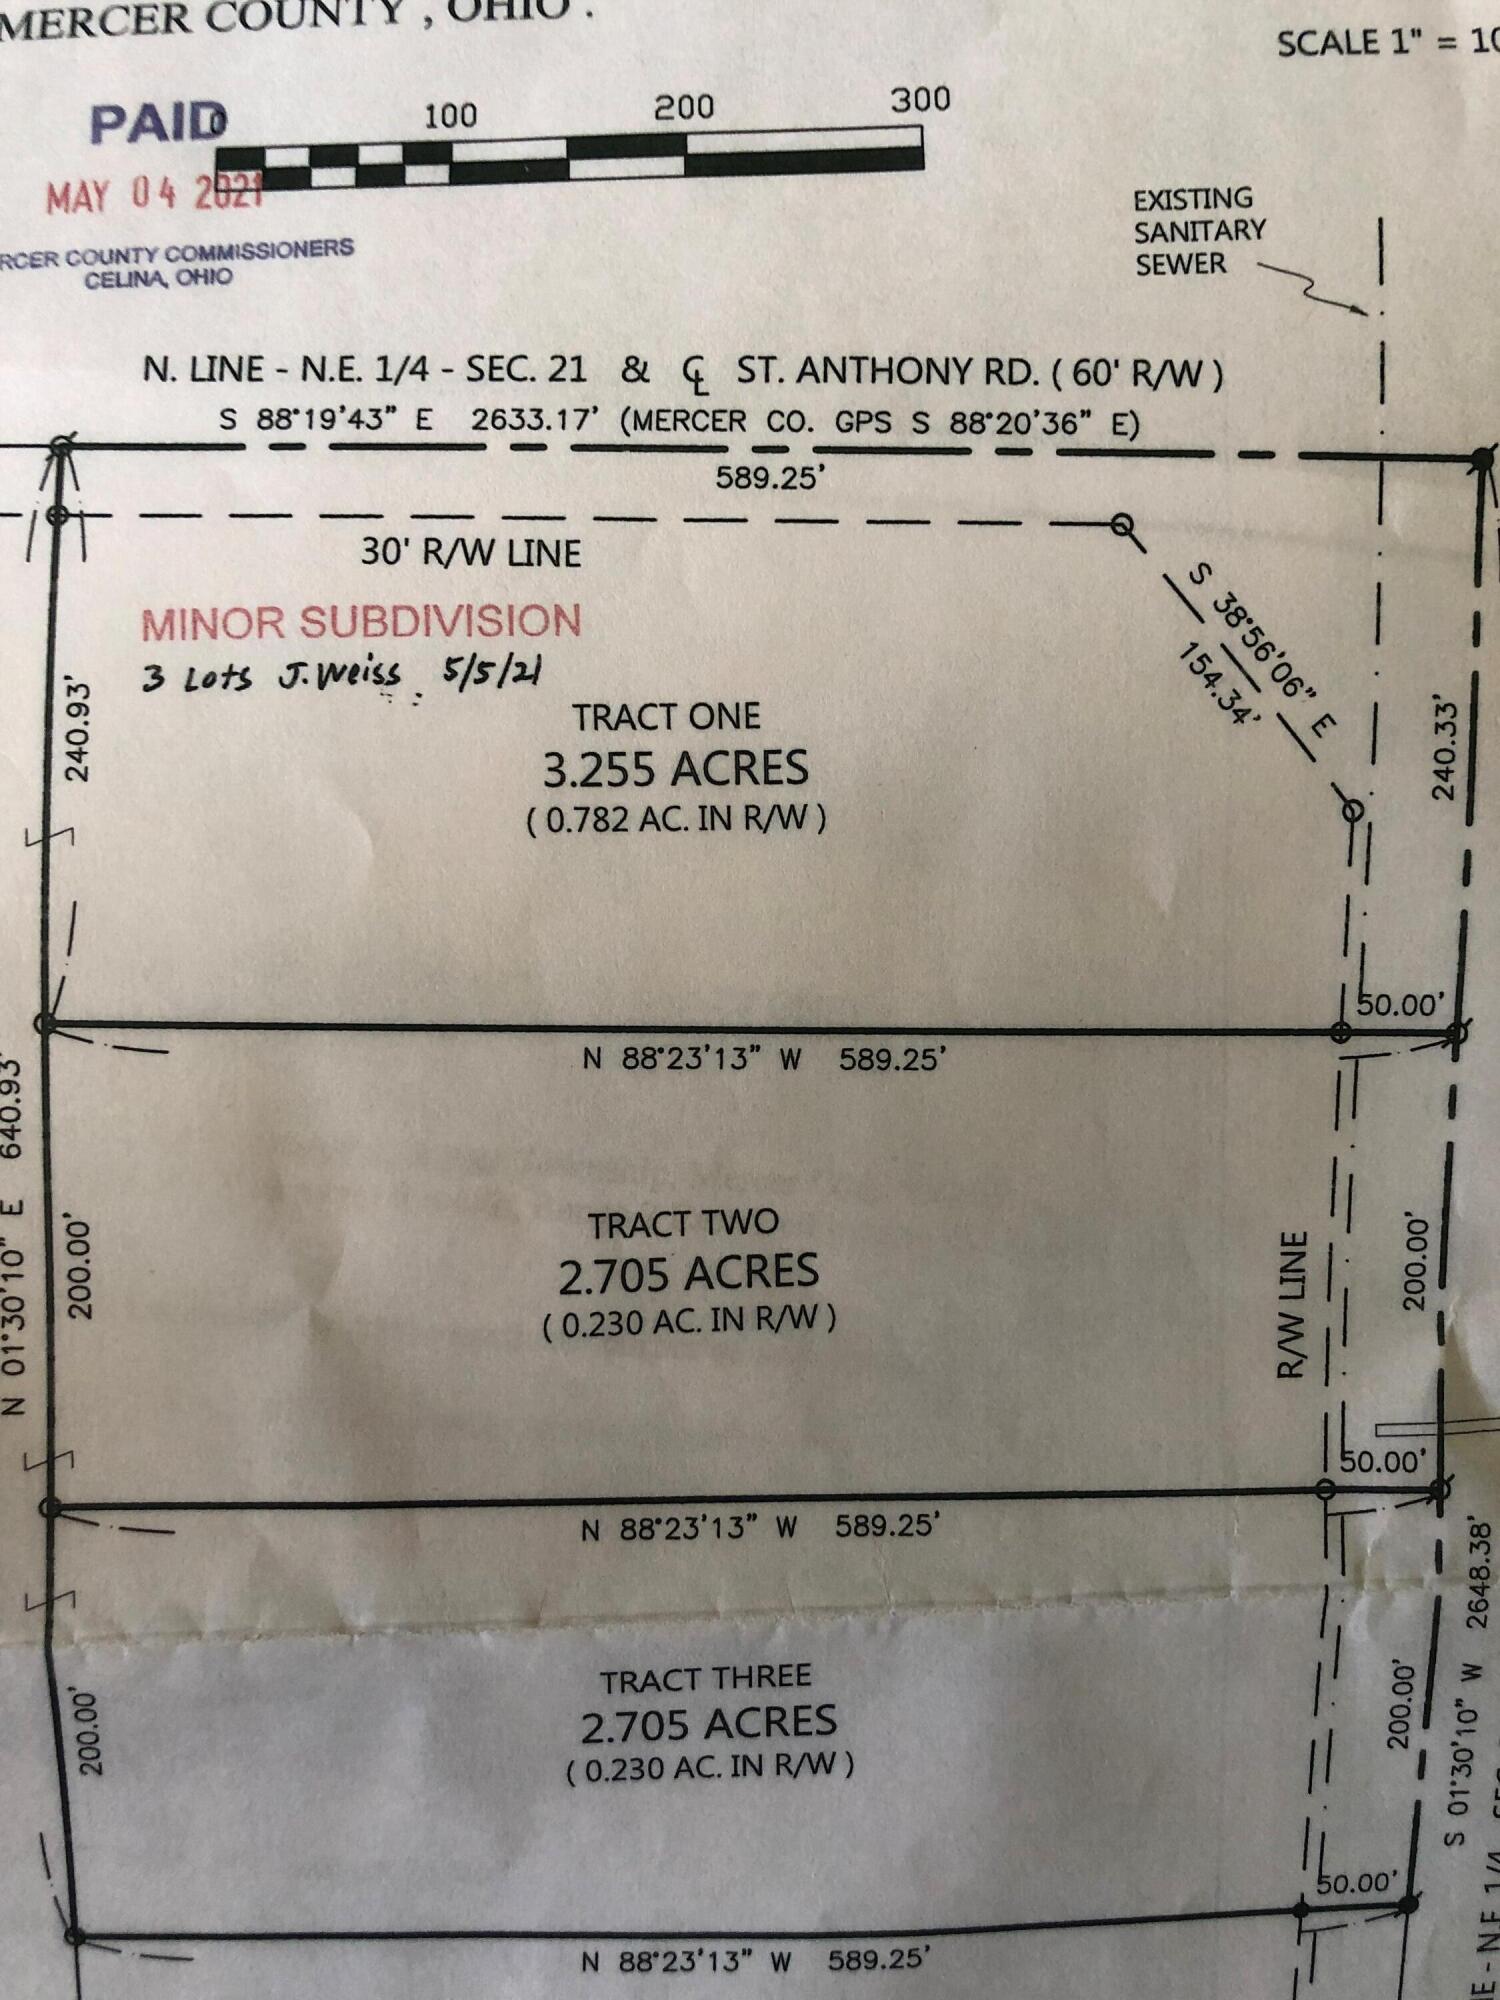 MERCER COUNTY , OHIO .
SCALE 1" = 10
PAID
0 100 200 300
MAY 04 2021
RCER COUNTY COMMISSIONERS
CELINA, OHIO
EXISTING
SANITARY
SEWER
N. LINE - N.E. 1/4 - SEC. 21 & ℄ ST. ANTHONY RD. ( 60' R/W )
S 88°19'43" E 2633.17' (MERCER CO. GPS S 88°20'36" E)
589.25'
30' R/W LINE
S 38°56'06" E
154.34'
MINOR SUBDIVISION
3 Lots J. Weiss 5/5/21
240.93'
TRACT ONE
3.255 ACRES
( 0.782 AC. IN R/W )
240.33'
50.00'
N 88°23'13" W 589.25'
N 01°30'10" E 640.93'
200.00'
TRACT TWO
2.705 ACRES
( 0.230 AC. IN R/W )
R/W LINE
200.00'
50.00'
N 88°23'13" W 589.25'
S 01°30'10" W 2648.38'
200.00'
TRACT THREE
2.705 ACRES
( 0.230 AC. IN R/W )
200.00'
50.00'
N 88°23'13" W 589.25'
NE - N.E. 1/4